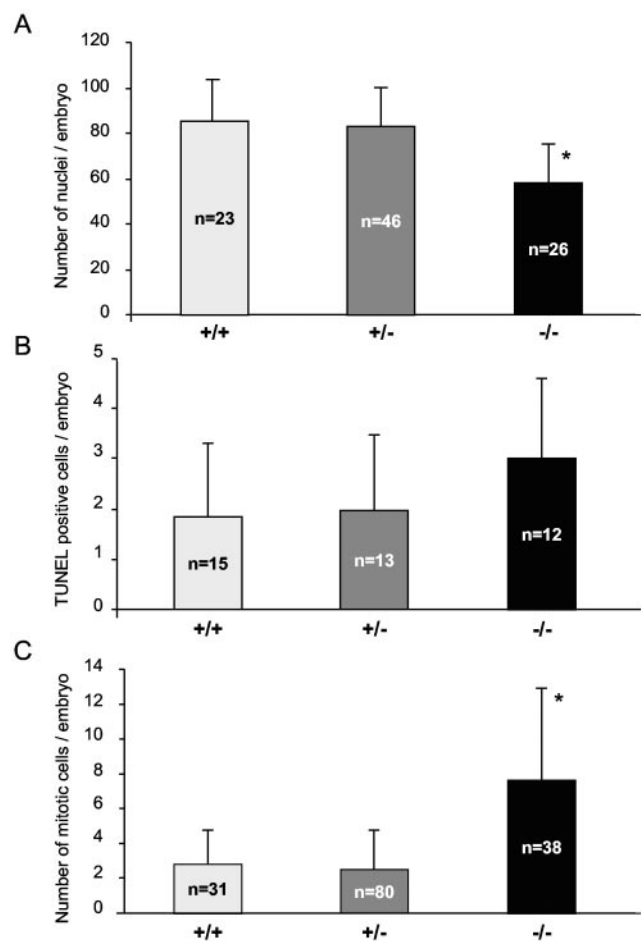 A
Number of nuclei / embryo
120
100
80
60
40
20
0
n=23
n=46
*
n=26
+/+
+/-
-/-
B
TUNEL positive cells / embryo
5
4
3
2
1
0
n=15
n=13
n=12
+/+
+/-
-/-
C
Number of mitotic cells / embryo
14
12
10
8
6
4
2
0
n=31
n=80
*
n=38
+/+
+/-
-/-